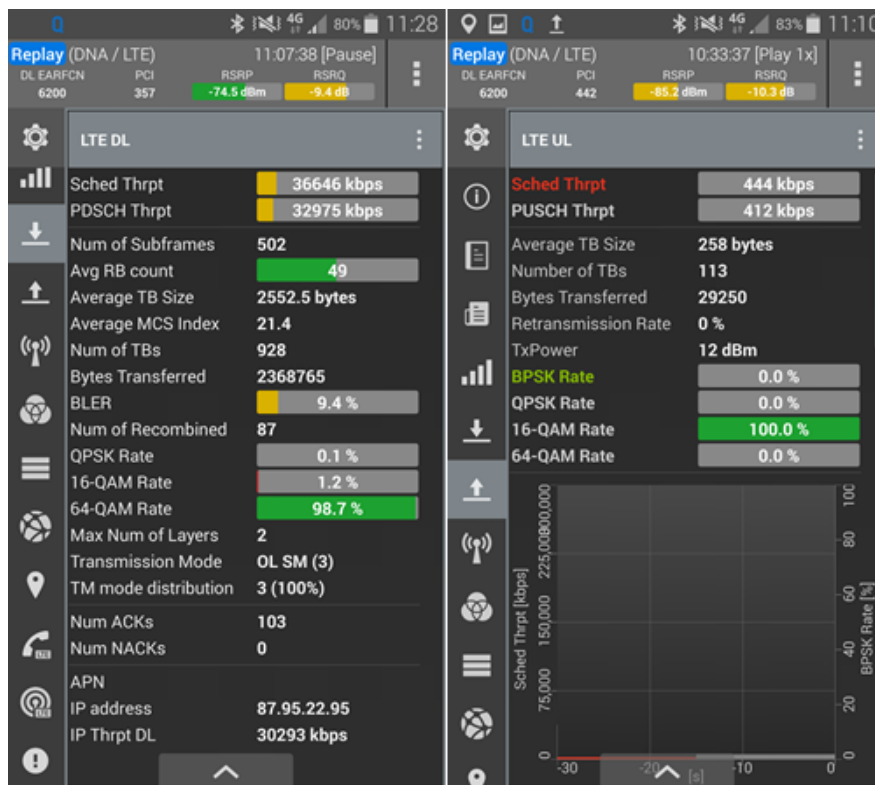 Q 4G 80% 11:28
Replay (DNA / LTE) 11:07:38 [Pause]
DL EARFCN PCI RSRP RSRQ
6200 357 -74.5 dBm -9.4 dB
LTE DL
Sched Thrpt 36646 kbps
PDSCH Thrpt 32975 kbps
Num of Subframes 502
Avg RB count 49
Average TB Size 2552.5 bytes
Average MCS Index 21.4
Num of TBs 928
Bytes Transferred 2368765
BLER 9.4 %
Num of Recombined 87
QPSK Rate 0.1 %
16-QAM Rate 1.2 %
64-QAM Rate 98.7 %
Max Num of Layers 2
Transmission Mode OL SM (3)
TM mode distribution 3 (100%)
Num ACKs 103
Num NACKs 0
APN
IP address 87.95.22.95
IP Thrpt DL 30293 kbps
LTE
LTE
Q 4G 83% 11:10
Replay (DNA / LTE) 10:33:37 [Play 1x]
DL EARFCN PCI RSRP RSRQ
6200 442 -85.2 dBm -10.3 dB
LTE UL
Sched Thrpt 444 kbps
PUSCH Thrpt 412 kbps
Average TB Size 258 bytes
Number of TBs 113
Bytes Transferred 29250
Retransmission Rate 0 %
TxPower 12 dBm
BPSK Rate 0.0 %
QPSK Rate 0.0 %
16-QAM Rate 100.0 %
64-QAM Rate 0.0 %
Sched Thrpt [kbps]
0 75,000 150,000 225,000
BPSK Rate [%]
0 20 40 60 80 100
-30 -20 -10 0
[s]